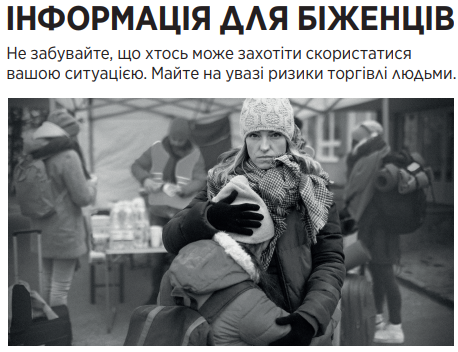 ІНФОРМАЦІЯ ДЛЯ БІЖЕНЦІВ
Не забувайте, що хтось може захотіти скористатися
вашою ситуацією. Майте на увазі ризики торгівлі людьми.